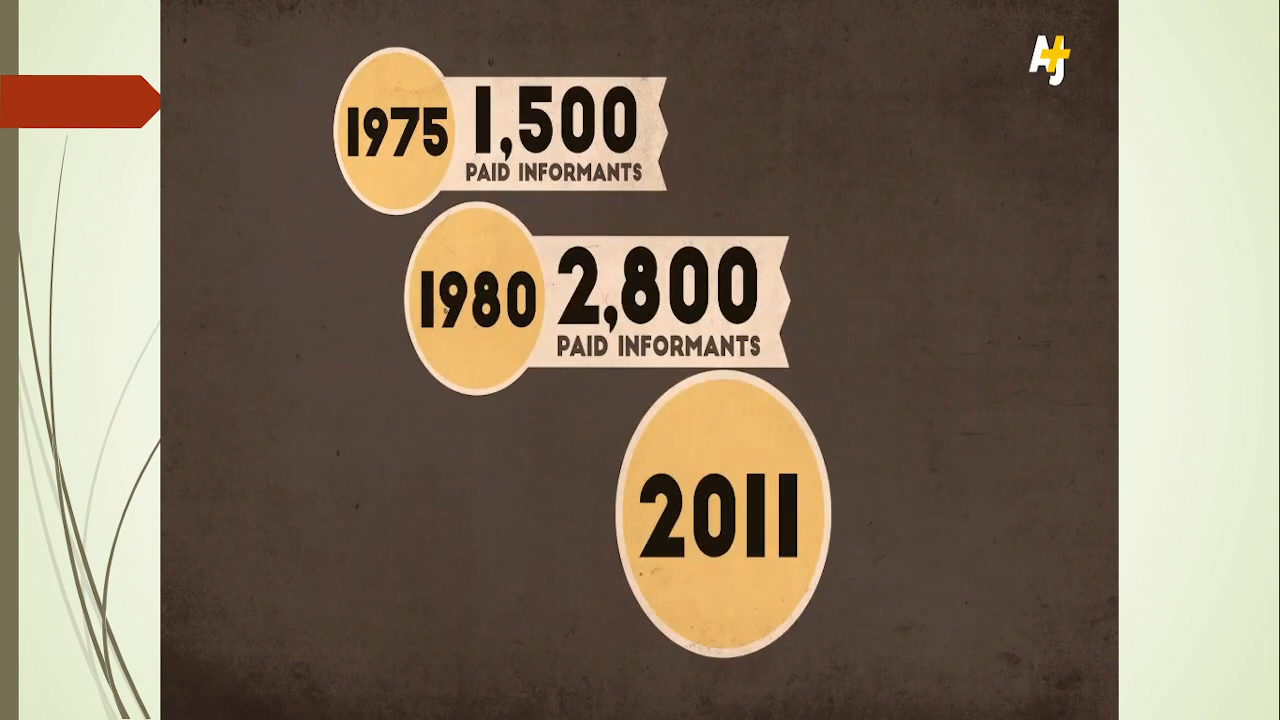 AJ+
1975
1,500
PAID INFORMANTS
1980
2,800
PAID INFORMANTS
2011